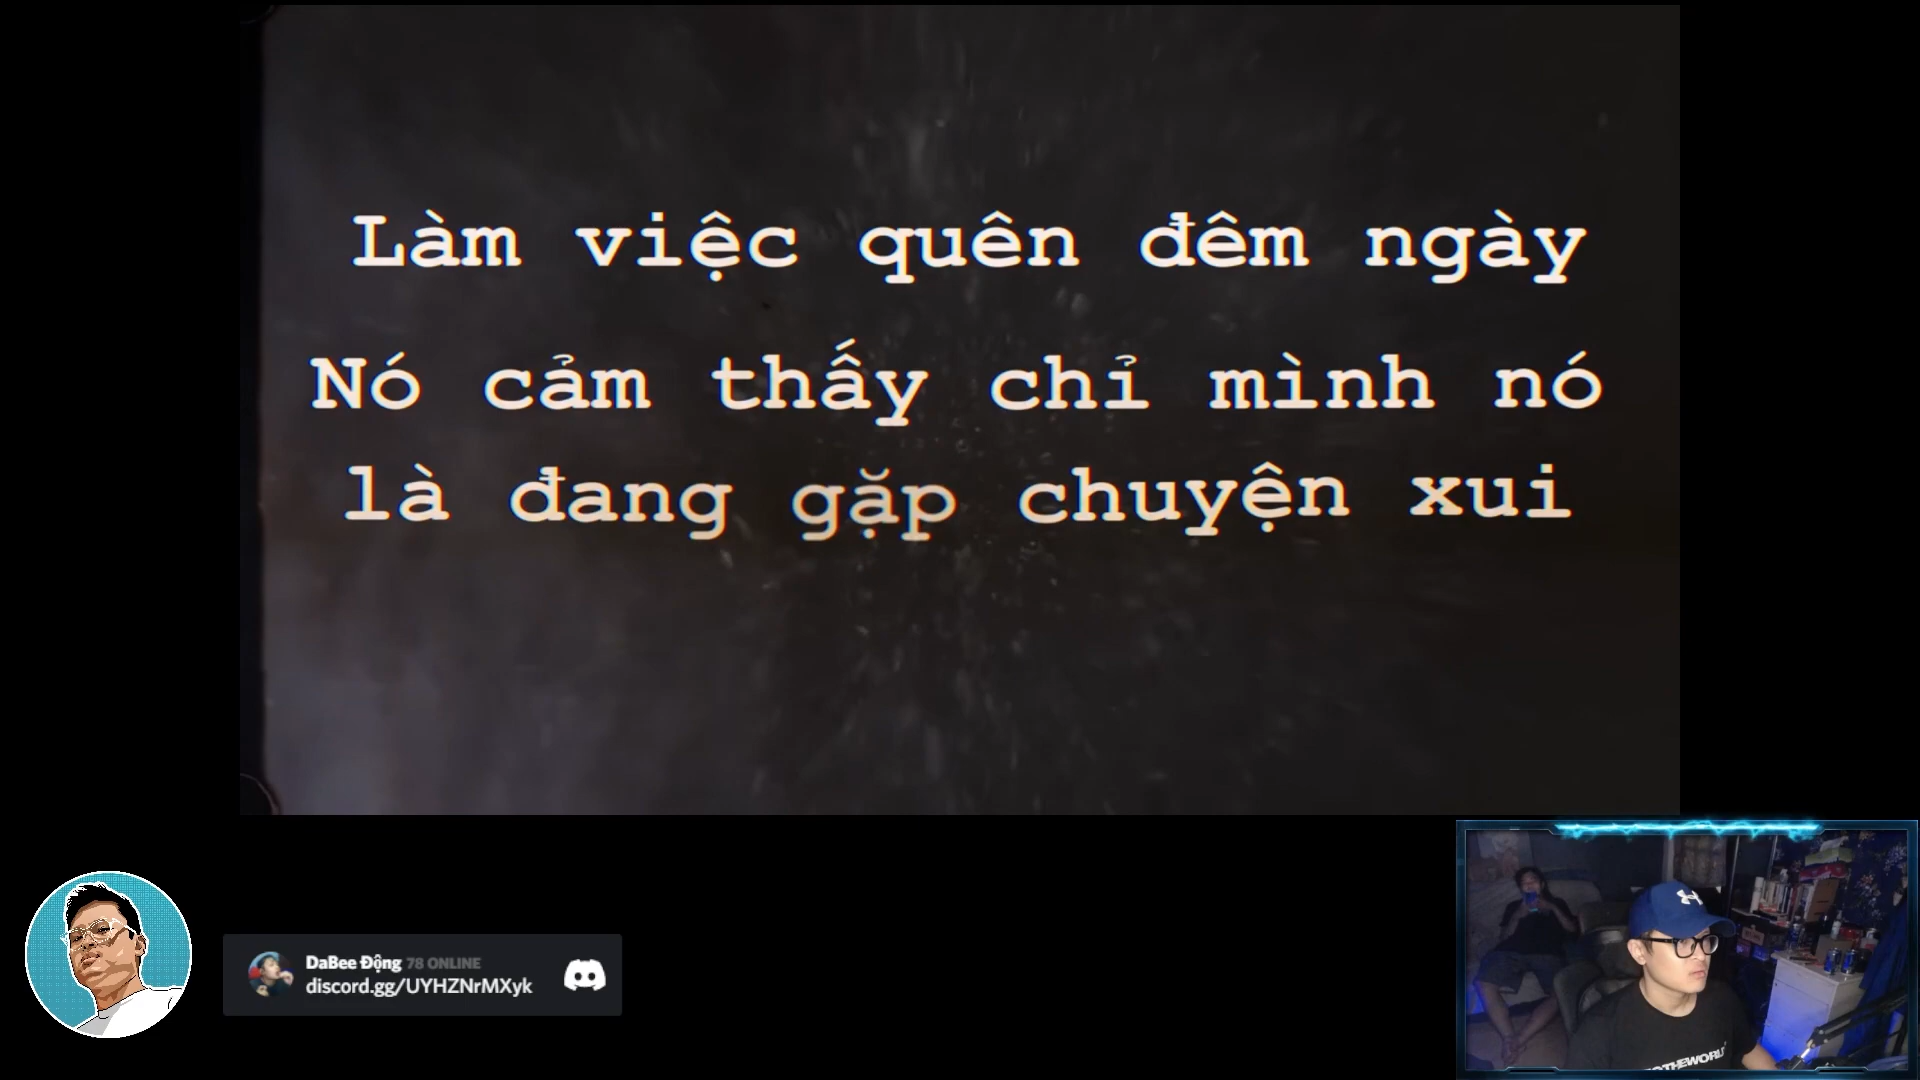 Làm việc quên đêm ngày
Nó cảm thấy chỉ mình nó
là đang gặp chuyện xui
DaBee Động 78 ONLINE
discord.gg/UYHZNrMXyk